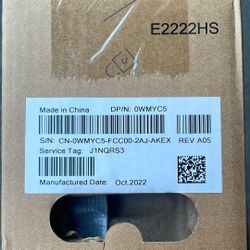 E2222HS
Made in China DP/N: 0WMYC5
S/N: CN-0WMYC5-FCC00-2AJ-AKEX REV A05
Service Tag: J1NQRS3
Manufactured Date: Oct.2022